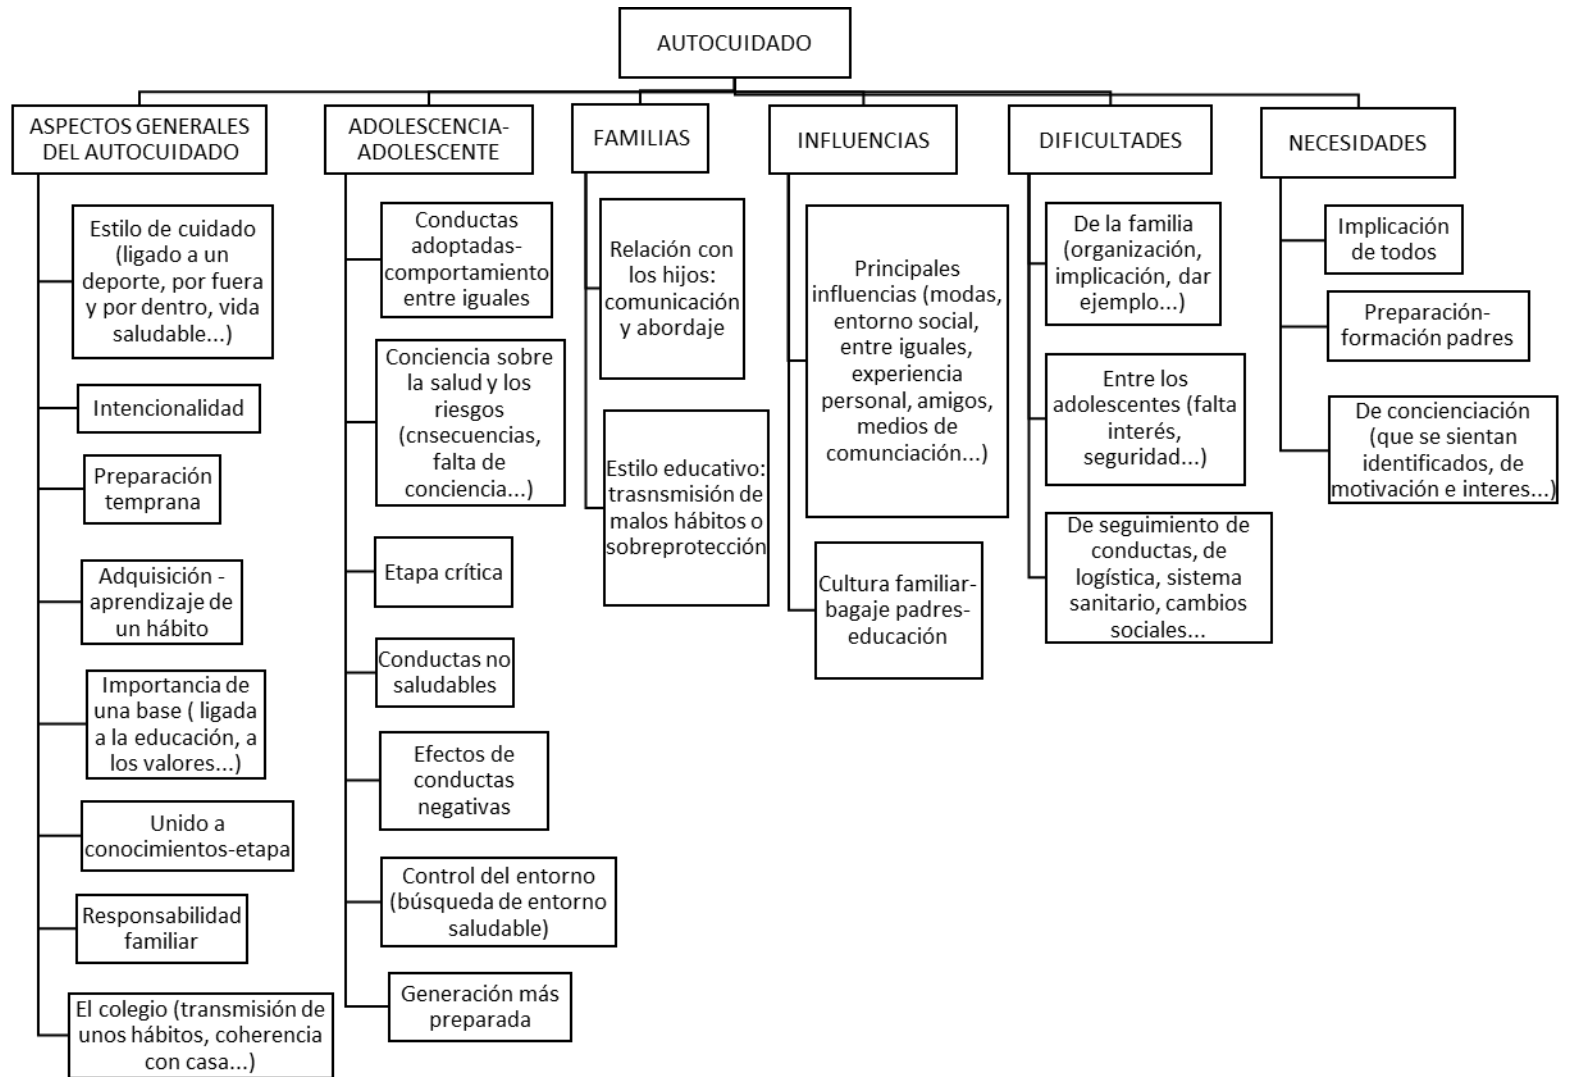 AUTOCUIDADO
ASPECTOS GENERALES
DEL AUTOCUIDADO
Estilo de cuidado
(ligado a un
deporte, por fuera
y por dentro, vida
saludable...)
Intencionalidad
Preparación
temprana
Adquisición -
aprendizaje de
un hábito
Importancia de
una base ( ligada
a la educación, a
los valores...)
Unido a
conocimientos-etapa
Responsabilidad
familiar
El colegio (transmisión de
unos hábitos, coherencia
con casa...)
ADOLESCENCIA-
ADOLESCENTE
Conductas
adoptadas-
comportamiento
entre iguales
Conciencia sobre
la salud y los
riesgos
(cnsecuencias,
falta de
conciencia...)
Etapa crítica
Conductas no
saludables
Efectos de
conductas
negativas
Control del entorno
(búsqueda de entorno
saludable)
Generación más
preparada
FAMILIAS
Relación con
los hijos:
comunicación
y abordaje
Estilo educativo:
trasnsmisión de
malos hábitos o
sobreprotección
INFLUENCIAS
Principales
influencias (modas,
entorno social,
entre iguales,
experiencia
personal, amigos,
medios de
comunciación...)
Cultura familiar-
bagaje padres-
educación
DIFICULTADES
De la familia
(organización,
implicación, dar
ejemplo...)
Entre los
adolescentes (falta
interés,
seguridad...)
De seguimiento de
conductas, de
logística, sistema
sanitario, cambios
sociales...
NECESIDADES
Implicación
de todos
Preparación-
formación padres
De concienciación
(que se sientan
identificados, de
motivación e interes...)